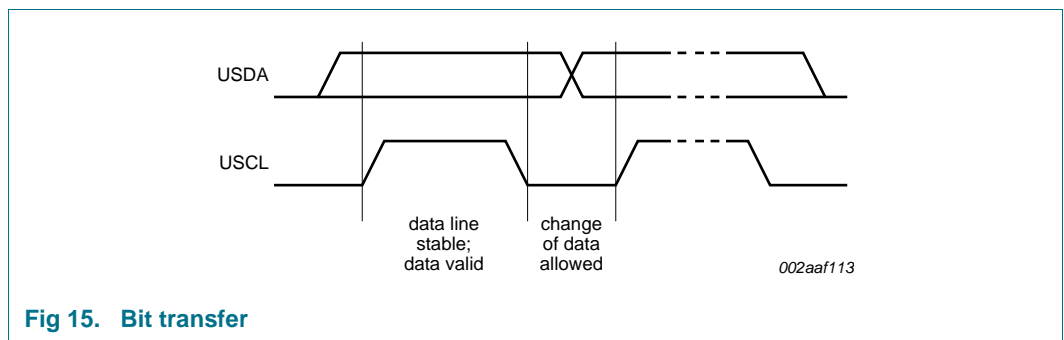 USDA
USCL
data line
stable;
data valid
change
of data
allowed
002aaf113
Fig 15. Bit transfer